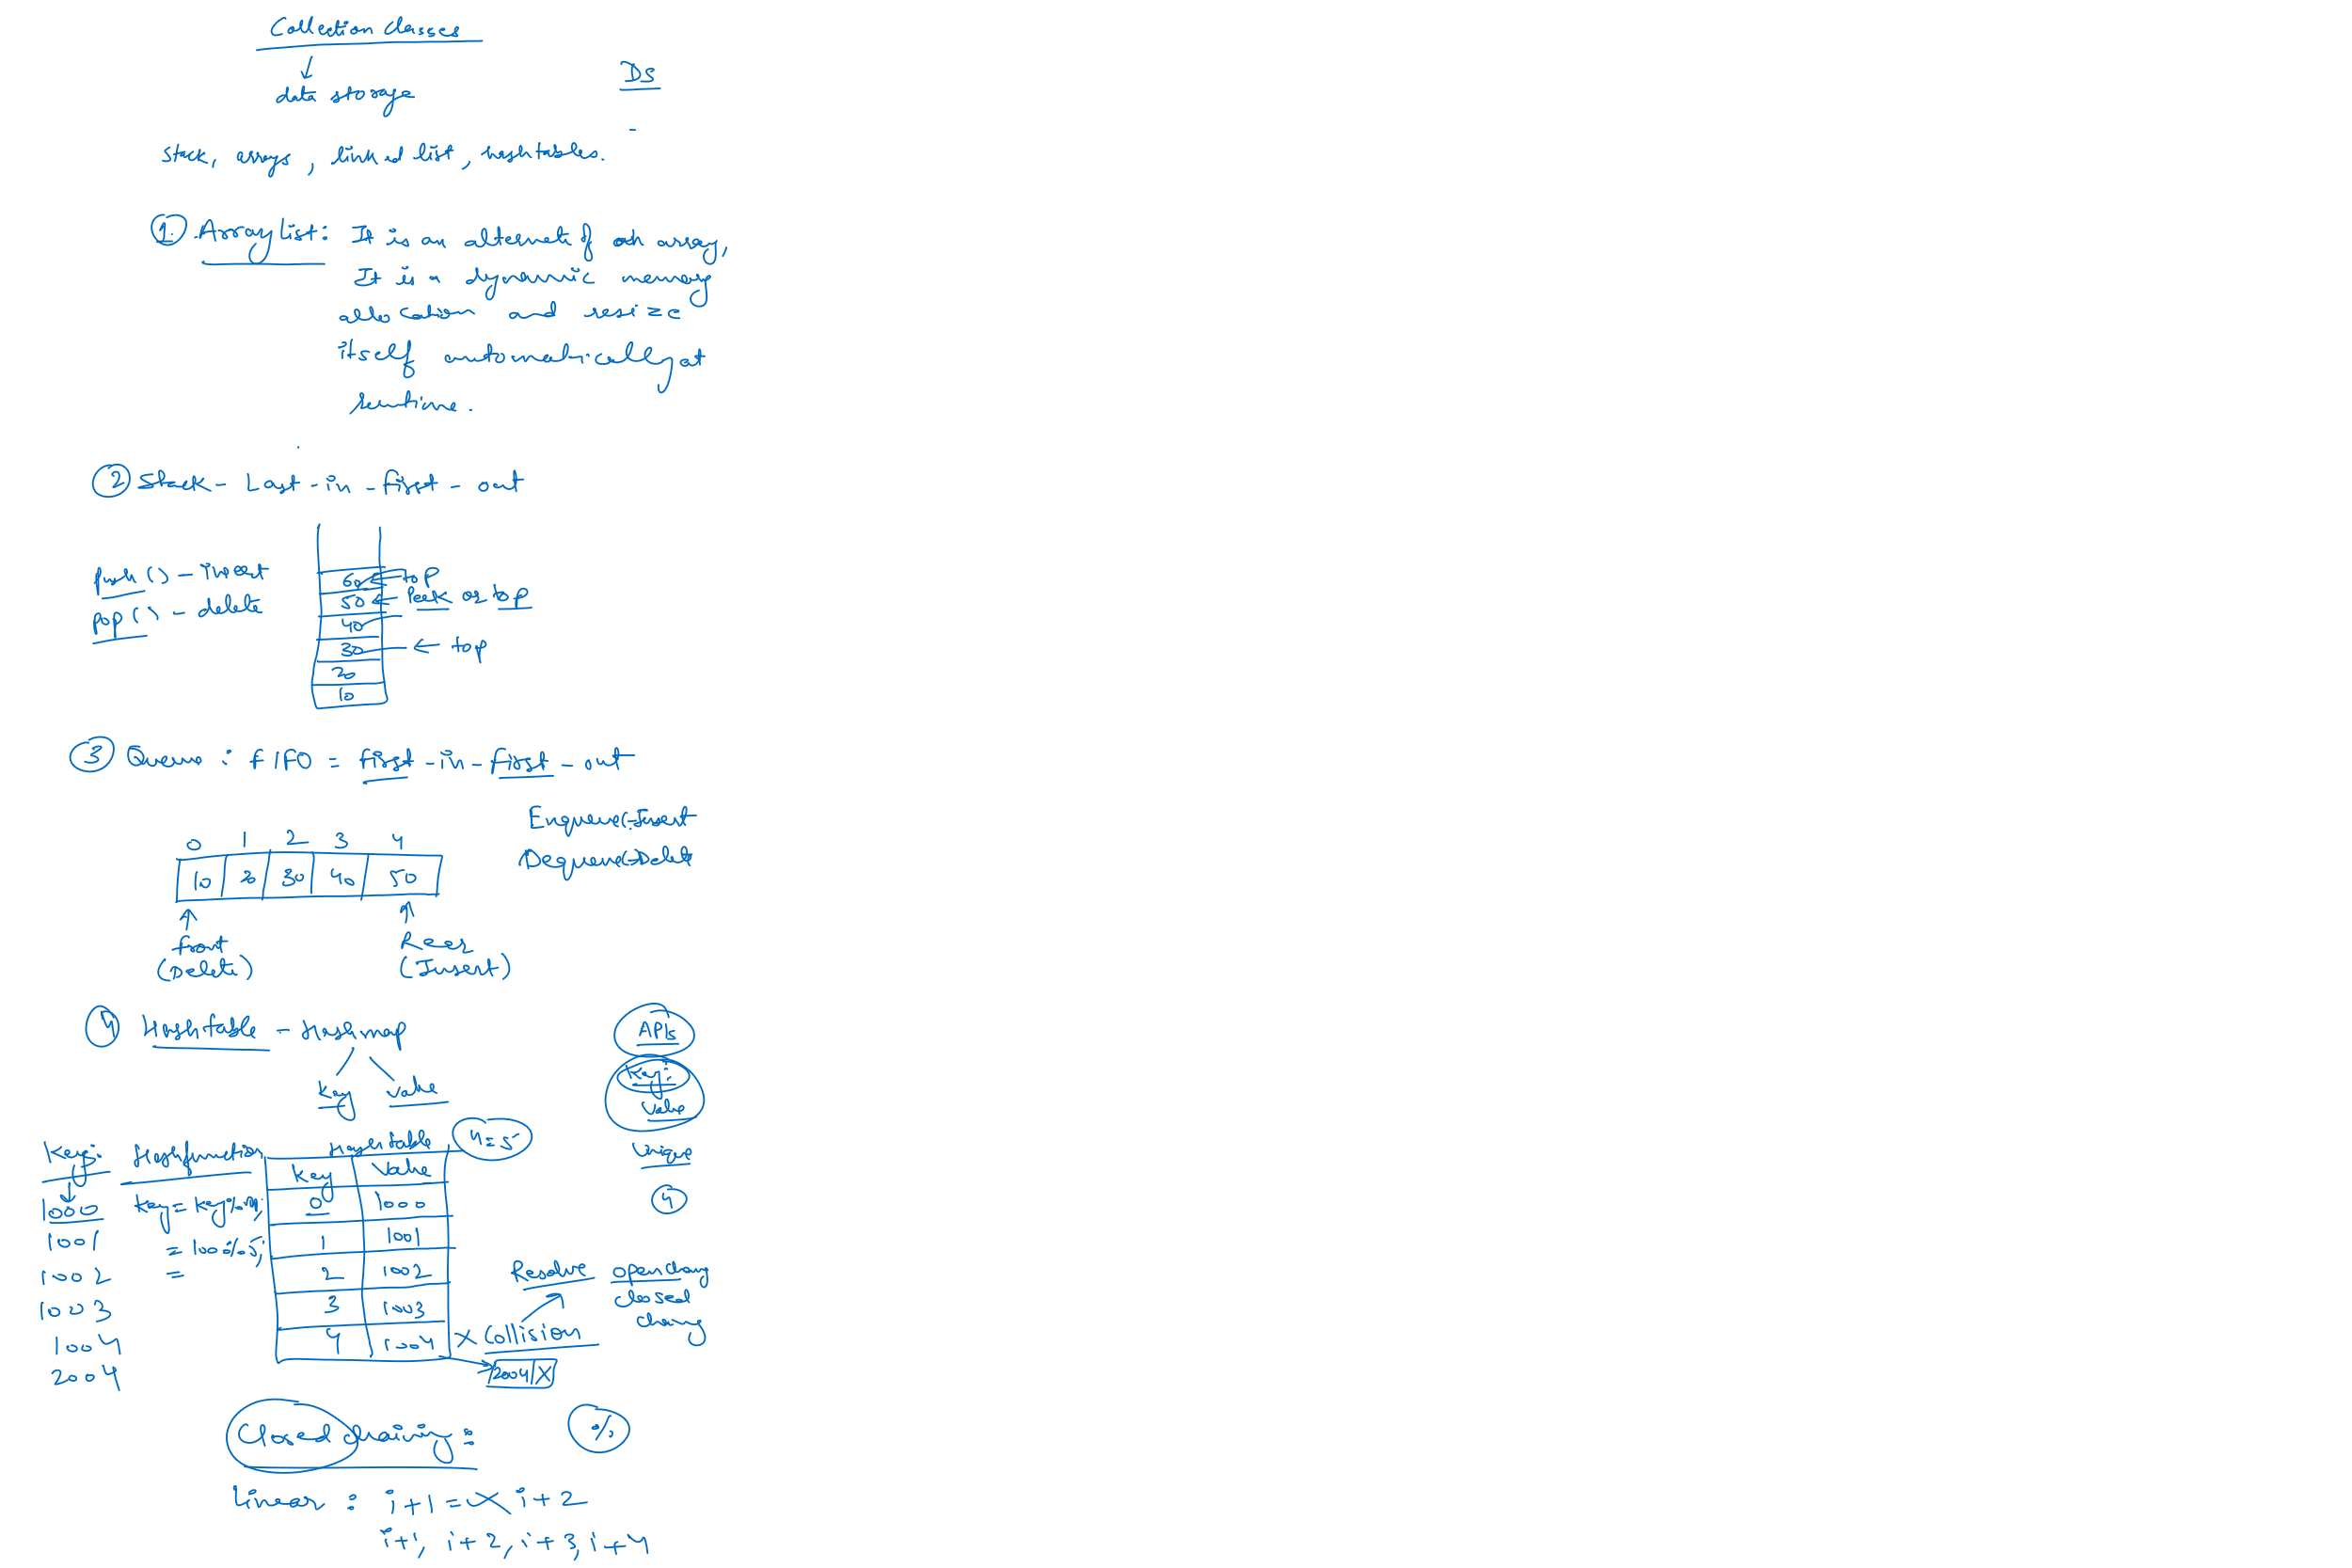 Collection classes
↓
data storage
DS
-
stack, arrays, linked list, hashtables.
1. ArrayList: It is an alternet of an array,
It is a dynamic memory
allocation and resize
itself automatically at
runtime.
2 Stack - Last-in-first-out
push() - insert
pop() - delete
60 ← top
50 ← Peek or top
40
30 ← top
20
10
3 Queue : FIFO = first-in-first-out
Enqueue()-Insert
Dequeue()-Delete
0 1 2 3 4
10 20 30 40 50
↑ ↑
front Rear
(Delete) (Insert)
4 Hashtable - Hashmap
Key Value
APIs
Key:
Value
Unique
4
Key: Hashfunction Hashtable n=5
Key Value
1000 Key = Key%n; 0 1000
1001 = 100%5; 1 1001
1002 = 2 1002
1003 3 1003
1004 4 1004
2004
Resolve open
closed
X Collision
2004/X
Closed chaining:
%
linear : i+1 = X i+2
i+1, i+2, i+3, i+4